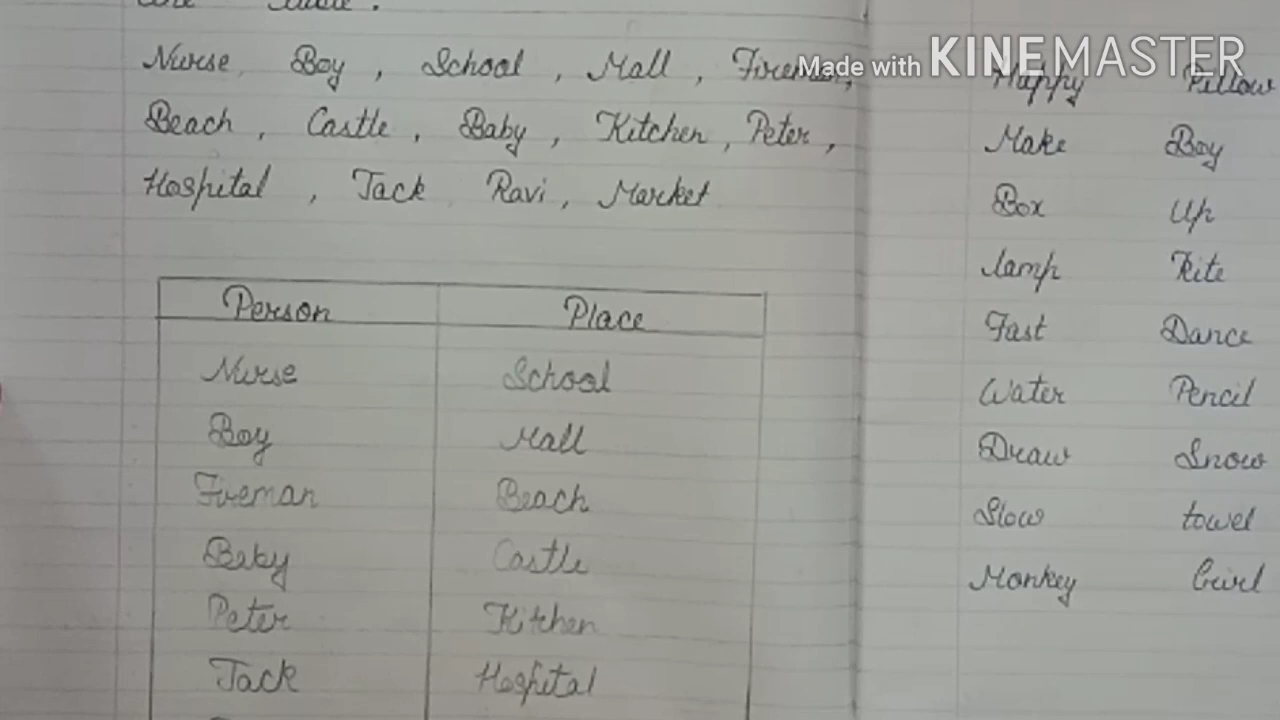 Nurse, Boy, School, Mall, Fireman,
Beach, Castle, Baby, Kitchen, Peter,
Hospital, Jack Ravi, Market
Person Place
Nurse School
Boy Mall
Fireman Beach
Baby Castle
Peter Kitchen
Jack Hospital
Made with KINEMASTER
Happy Pillow
Make Boy
Box Up
Lamp Kite
Fast Dance
Water Pencil
Draw Snow
Slow towel
Monkey Girl